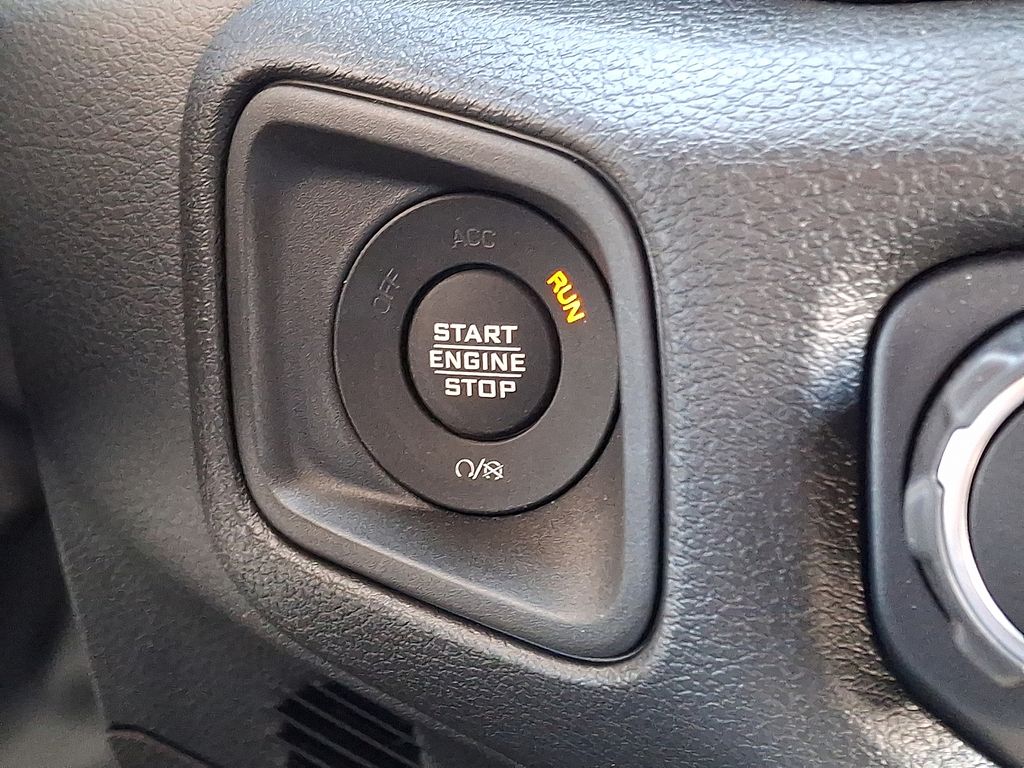 ACC
OFF
RUN
START
ENGINE
STOP